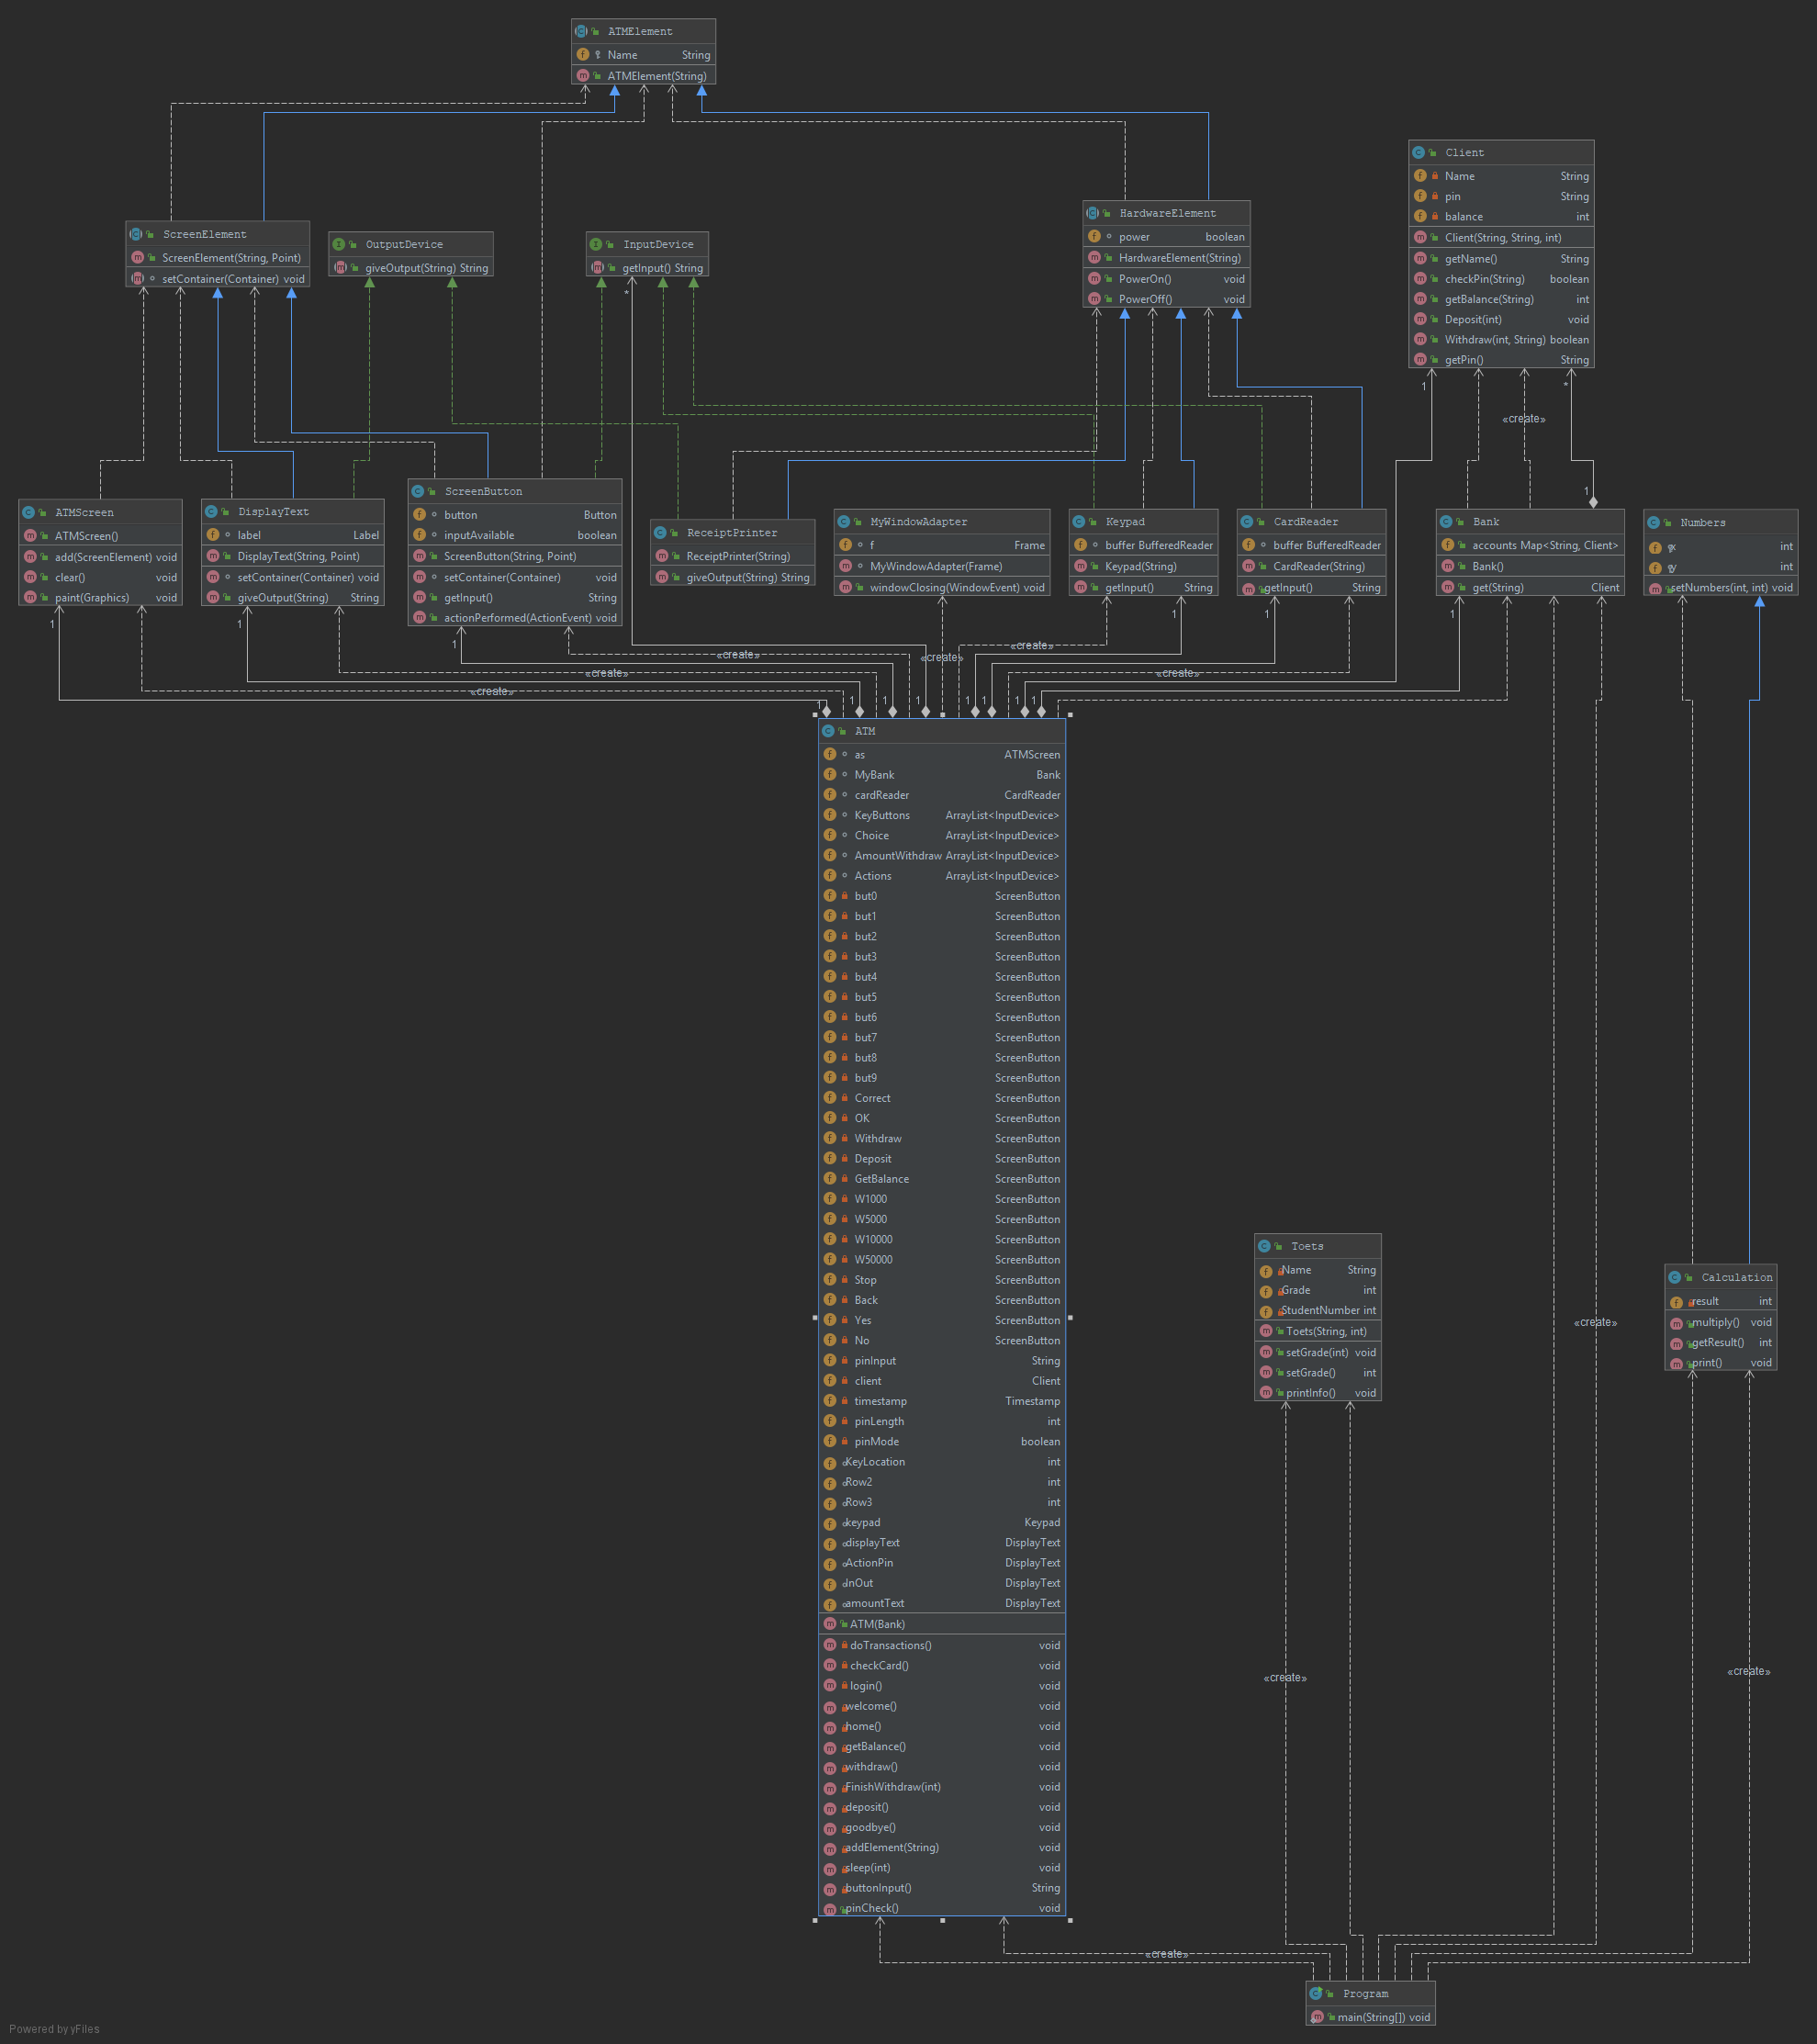 ATMElement
Name String
ATMElement(String)
Client
Name String
pin String
balance int
Client(String, String, int)
getName() String
checkPin(String) boolean
getBalance(String) int
Deposit(int) void
Withdraw(int, String) boolean
getPin() String
ScreenElement
ScreenElement(String, Point)
setContainer(Container) void
OutputDevice
giveOutput(String) String
InputDevice
getInput() String
HardwareElement
power boolean
HardwareElement(String)
PowerOn() void
PowerOff() void
*
1
*
«create»
1
ATMScreen
ATMScreen()
add(ScreenElement) void
clear() void
paint(Graphics) void
DisplayText
label Label
DisplayText(String, Point)
setContainer(Container) void
giveOutput(String) String
ScreenButton
button Button
inputAvailable boolean
ScreenButton(String, Point)
setContainer(Container) void
getInput() String
actionPerformed(ActionEvent) void
ReceiptPrinter
ReceiptPrinter(String)
giveOutput(String) String
MyWindowAdapter
f Frame
MyWindowAdapter(Frame)
windowClosing(WindowEvent) void
Keypad
buffer BufferedReader
Keypad(String)
getInput() String
CardReader
buffer BufferedReader
CardReader(String)
getInput() String
Bank
accounts Map<String, Client>
Bank()
get(String) Client
Numbers
x int
y int
setNumbers(int, int) void
1
1
1
1
1
1
«create»
«create»
«create»
«create»
«create»
«create»
1
1
1
1
1
1
1
1
ATM
as ATMScreen
MyBank Bank
cardReader CardReader
KeyButtons ArrayList<InputDevice>
Choice ArrayList<InputDevice>
AmountWithdraw ArrayList<InputDevice>
Actions ArrayList<InputDevice>
but0 ScreenButton
but1 ScreenButton
but2 ScreenButton
but3 ScreenButton
but4 ScreenButton
but5 ScreenButton
but6 ScreenButton
but7 ScreenButton
but8 ScreenButton
but9 ScreenButton
Correct ScreenButton
OK ScreenButton
Withdraw ScreenButton
Deposit ScreenButton
GetBalance ScreenButton
W1000 ScreenButton
W5000 ScreenButton
W10000 ScreenButton
W50000 ScreenButton
Stop ScreenButton
Back ScreenButton
Yes ScreenButton
No ScreenButton
pinInput String
client Client
timestamp Timestamp
pinLength int
pinMode boolean
KeyLocation int
Row2 int
Row3 int
keypad Keypad
displayText DisplayText
ActionPin DisplayText
InOut DisplayText
amountText DisplayText
ATM(Bank)
doTransactions() void
checkCard() void
login() void
welcome() void
home() void
getBalance() void
withdraw() void
FinishWithdraw(int) void
deposit() void
goodbye() void
addElement(String) void
sleep(int) void
buttonInput() String
pinCheck() void
Toets
Name String
Grade int
StudentNumber int
Toets(String, int)
setGrade(int) void
setGrade() int
printInfo() void
Calculation
result int
multiply() void
getResult() int
print() void
«create»
«create»
«create»
«create»
Program
main(String[]) void
Powered by yFiles